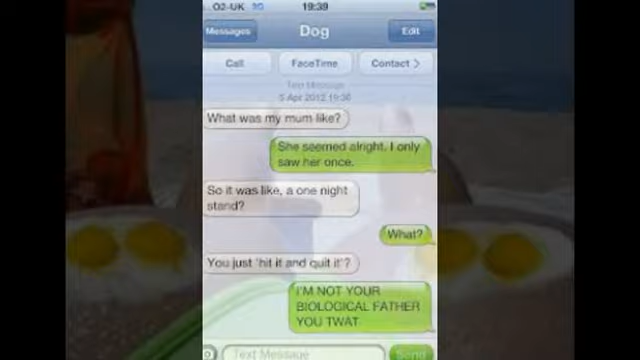 O2-UK 3G 19:39
Messages Dog Edit
Call FaceTime Contact >
Text Message
5 Apr 2012 19:36
What was my mum like?
She seemed alright. I only
saw her once.
So it was like, a one night
stand?
What?
You just 'hit it and quit it'?
I'M NOT YOUR
BIOLOGICAL FATHER
YOU TWAT
Text Message Send